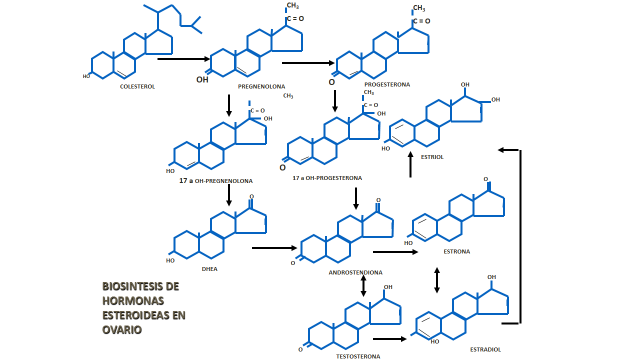 CH3
C = O
CH3
C = O
HO
OH
O
COLESTEROL
PREGNENOLONA
PROGESTERONA
CH3
C = O
OH
CH3
C = O
OH
OH
OH
HO
O
HO
ESTRIOL
17 a OH-PREGNENOLONA
17 a OH-PROGESTERONA
O
O
O
HO
O
HO
DHEA
ANDROSTENDIONA
ESTRONA
BIOSINTESIS DE
HORMONAS
ESTEROIDEAS EN
OVARIO
OH
OH
O
HO
TESTOSTERONA
ESTRADIOL